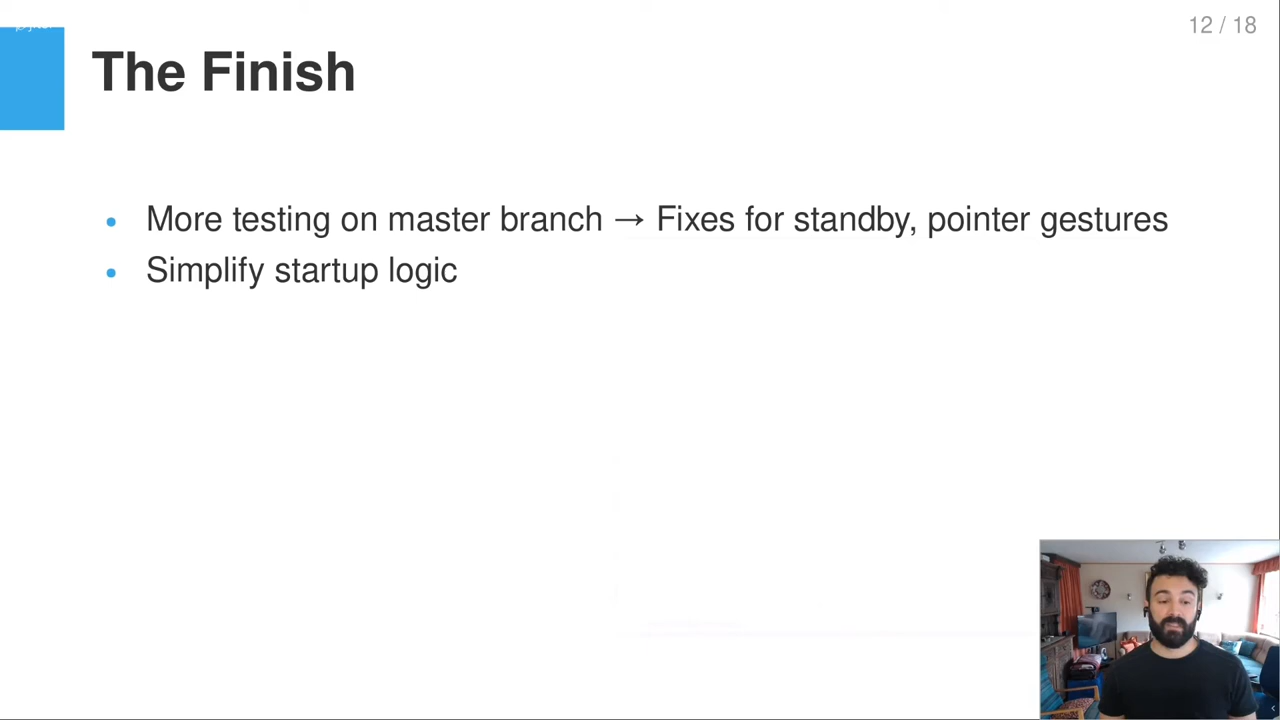 12 / 18
The Finish
• More testing on master branch → Fixes for standby, pointer gestures
• Simplify startup logic